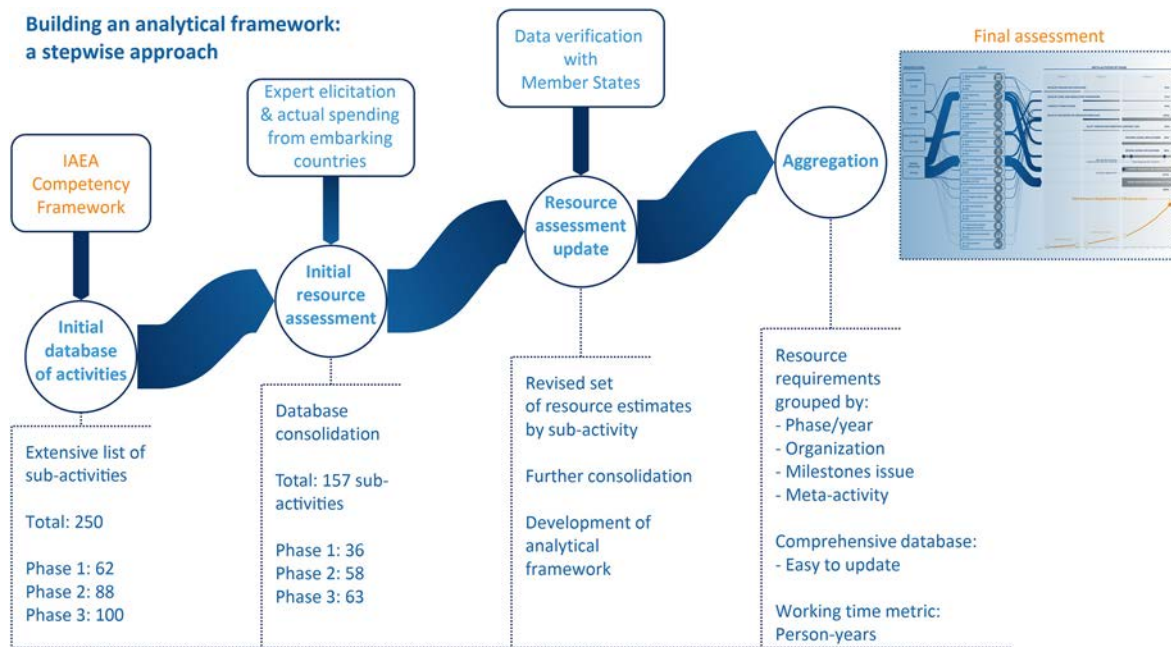 Building an analytical framework:
a stepwise approach
IAEA
Competency
Framework
Initial
database
of activities
Extensive list of
sub-activities
Total: 250
Phase 1: 62
Phase 2: 88
Phase 3: 100
Expert elicitation
& actual spending
from embarking
countries
Initial
resource
assessment
Database
consolidation
Total: 157 sub-
activities
Phase 1: 36
Phase 2: 58
Phase 3: 63
Data verification
with
Member States
Resource
assessment
update
Revised set
of resource estimates
by sub-activity
Further consolidation
Development of
analytical
framework
Aggregation
Resource
requirements
grouped by:
- Phase/year
- Organization
- Milestones issue
- Meta-activity
Comprehensive database:
- Easy to update
Working time metric:
Person-years
Final assessment